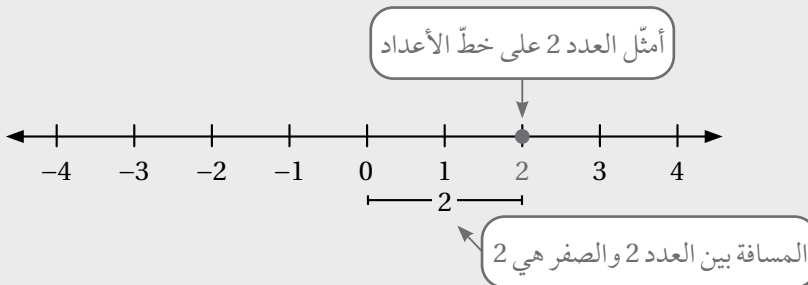 أمثّل العدد 2 على خطّ الأعداد
−4 −3 −2 −1 0 1 2 3 4
2
المسافة بين العدد 2 والصفر هي 2